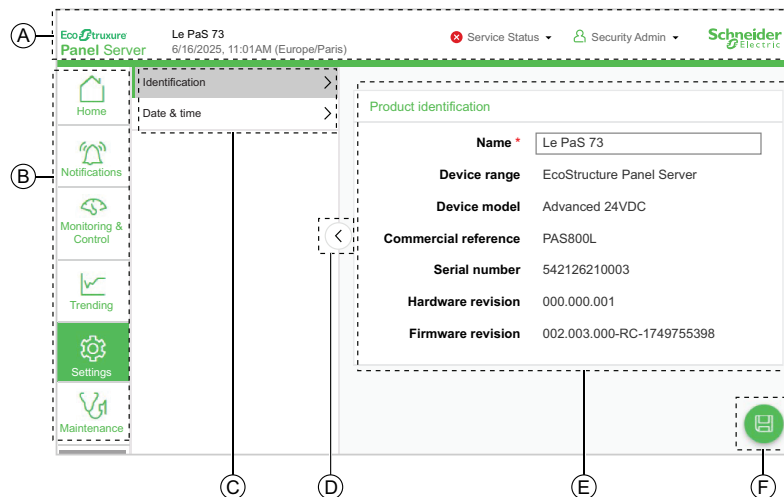 A
EcoStruxure
Panel Server
Le PaS 73
6/16/2025, 11:01AM (Europe/Paris)
Service Status
Security Admin
Schneider
Electric
B
Home
Notifications
Monitoring &
Control
Trending
Settings
Maintenance
Identification
Date & time
Product identification
Name * Le PaS 73
Device range EcoStructure Panel Server
Device model Advanced 24VDC
Commercial reference PAS800L
Serial number 542126210003
Hardware revision 000.000.001
Firmware revision 002.003.000-RC-1749755398
C
D
E
F